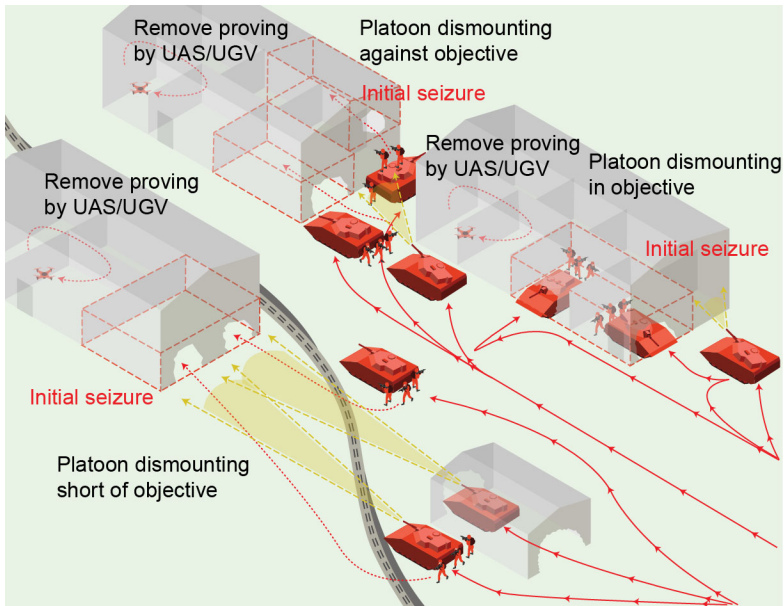 Remove proving
by UAS/UGV
Platoon dismounting
against objective
Initial seizure
Remove proving
by UAS/UGV
Platoon dismounting
in objective
Initial seizure
Remove proving
by UAS/UGV
Initial seizure
Platoon dismounting
short of objective